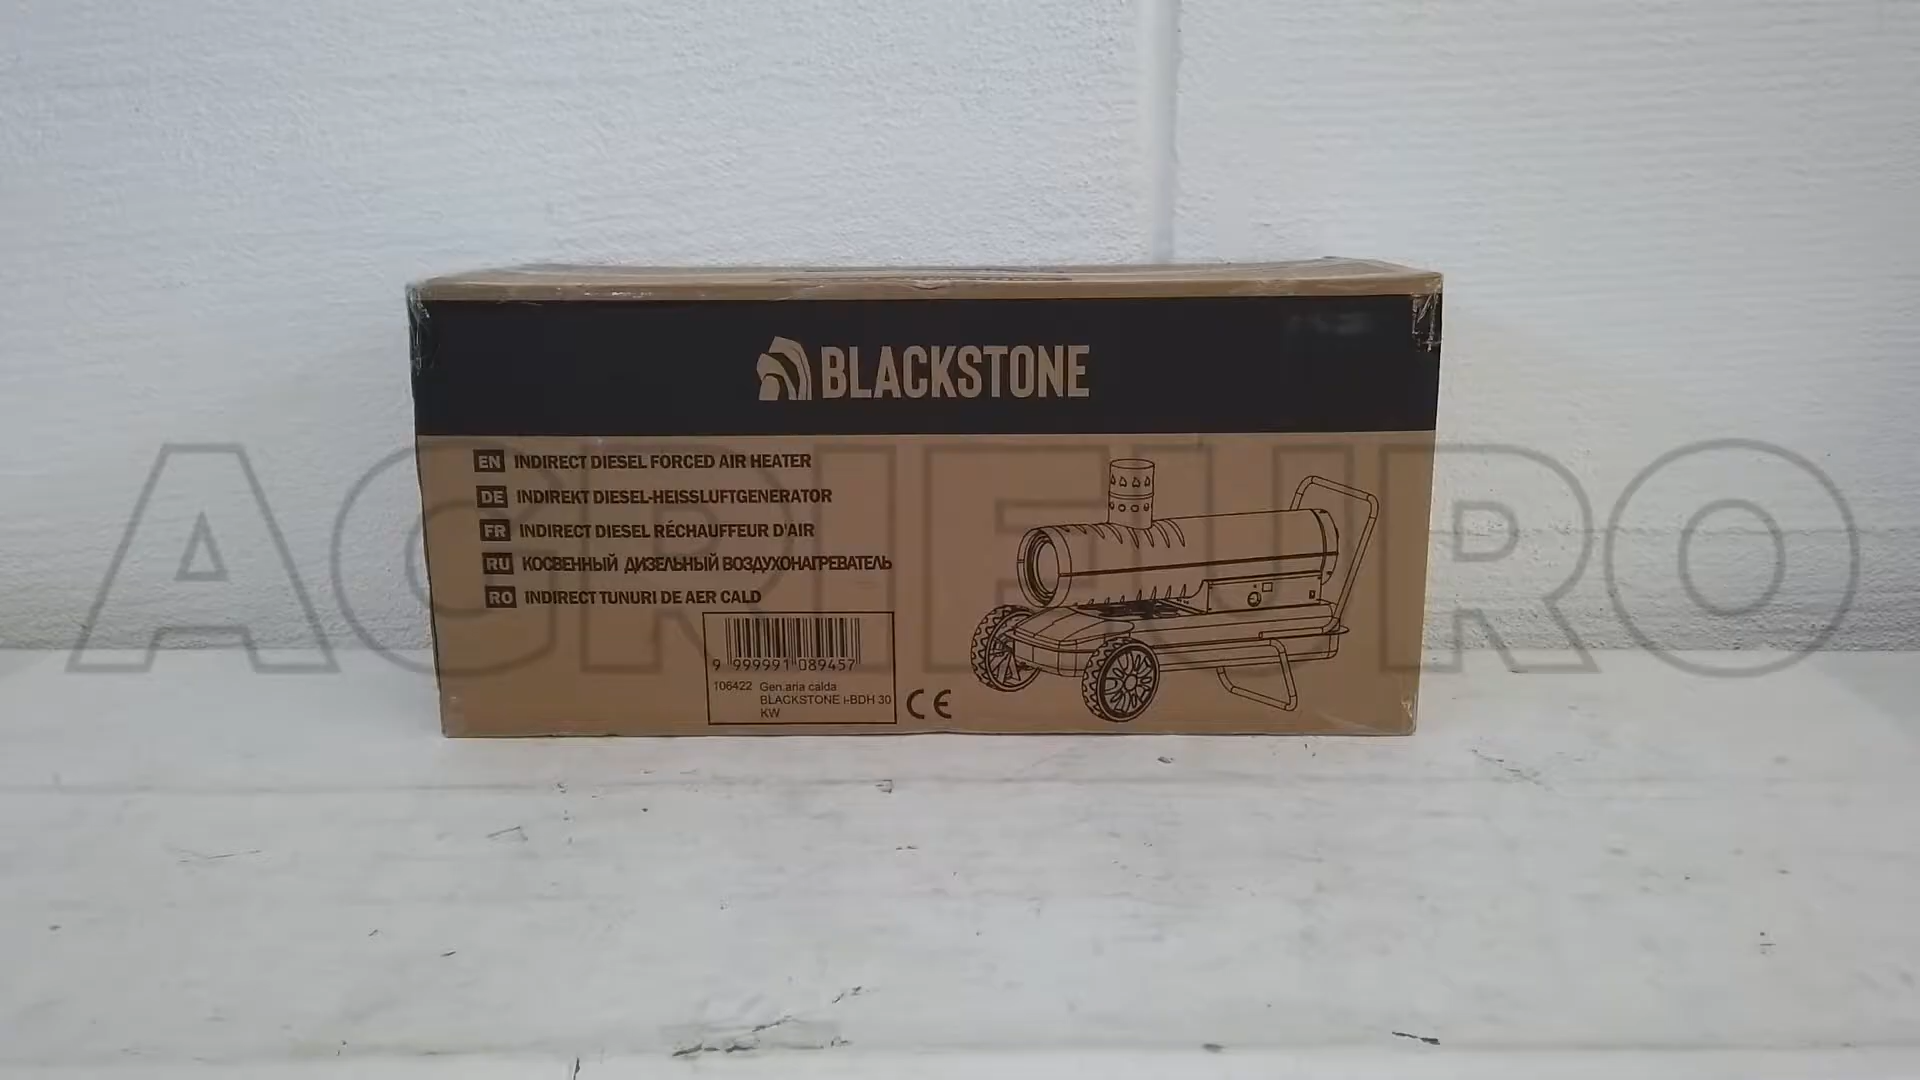 BLACKSTONE
EN INDIRECT DIESEL FORCED AIR HEATER
DE INDIREKT DIESEL-HEISSLUFTGENERATOR
FR INDIRECT DIESEL RÉCHAUFFEUR D'AIR
RU КОСВЕННЫЙ ДИЗЕЛЬНЫЙ ВОЗДУХОНАГРЕВАТЕЛЬ
RO INDIRECT TUNURI DE AER CALD
9 999991 089457
106422 Gen.aria calda
BLACKSTONE i-BDH 30
KW
CE
AGRIEURO